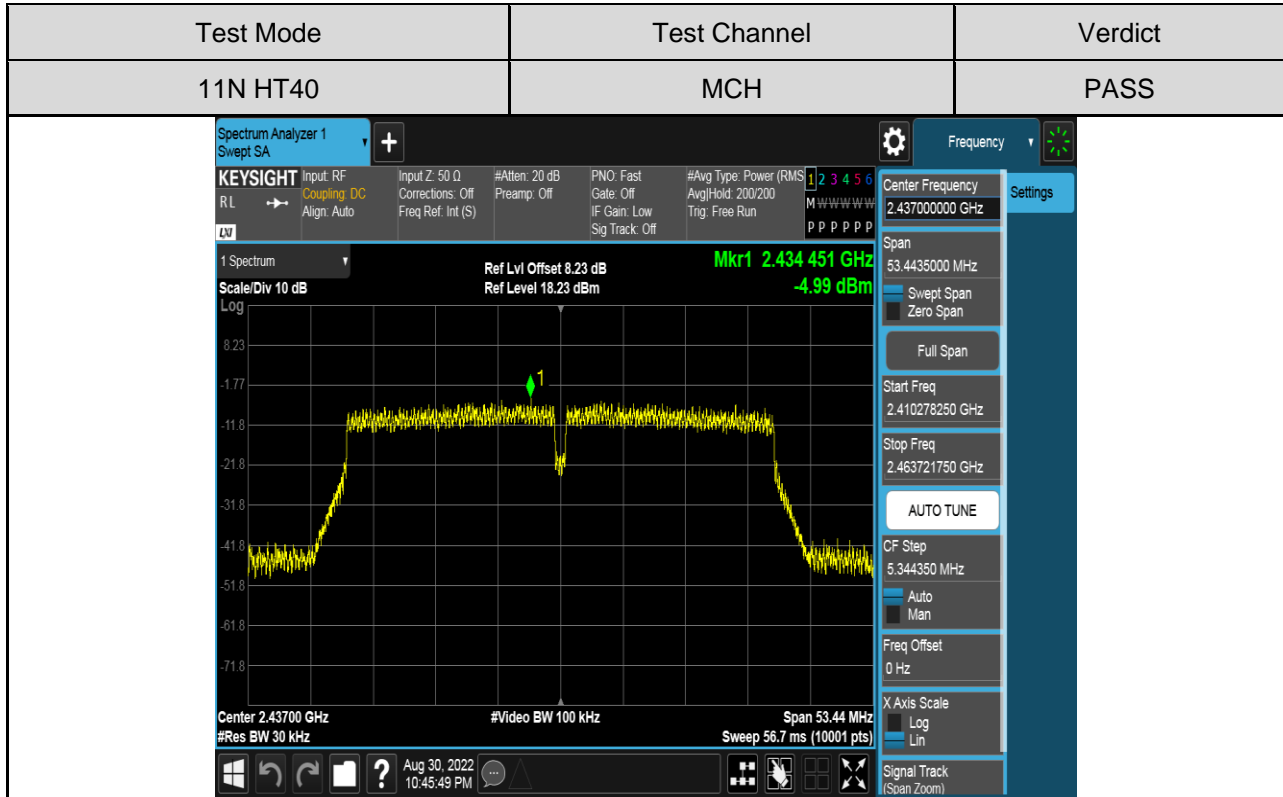 Test Mode Test Channel Verdict
11N HT40 MCH PASS
Spectrum Analyzer 1
Swept SA
+
Frequency
KEYSIGHT
RL
LXI
Input: RF
Coupling: DC
Align: Auto
Input Z: 50 Ω
Corrections: Off
Freq Ref: Int (S)
#Atten: 20 dB
Preamp: Off
PNO: Fast
Gate: Off
IF Gain: Low
Sig Track: Off
#Avg Type: Power (RMS
Avg|Hold: 200/200
Trig: Free Run
1 2 3 4 5 6
M W W W W W
P P P P P P
1 Spectrum
Scale/Div 10 dB
Ref Lvl Offset 8.23 dB
Ref Level 18.23 dBm
Mkr1 2.434 451 GHz
-4.99 dBm
Log
8.23
-1.77
-11.8
-21.8
-31.8
-41.8
-51.8
-61.8
-71.8
1
Center 2.43700 GHz
#Res BW 30 kHz
#Video BW 100 kHz
Span 53.44 MHz
Sweep 56.7 ms (10001 pts)
Center Frequency
2.437000000 GHz
Settings
Span
53.4435000 MHz
Swept Span
Zero Span
Full Span
Start Freq
2.410278250 GHz
Stop Freq
2.463721750 GHz
AUTO TUNE
CF Step
5.344350 MHz
Auto
Man
Freq Offset
0 Hz
X Axis Scale
Log
Lin
Signal Track
(Span Zoom)
?
Aug 30, 2022
10:45:49 PM